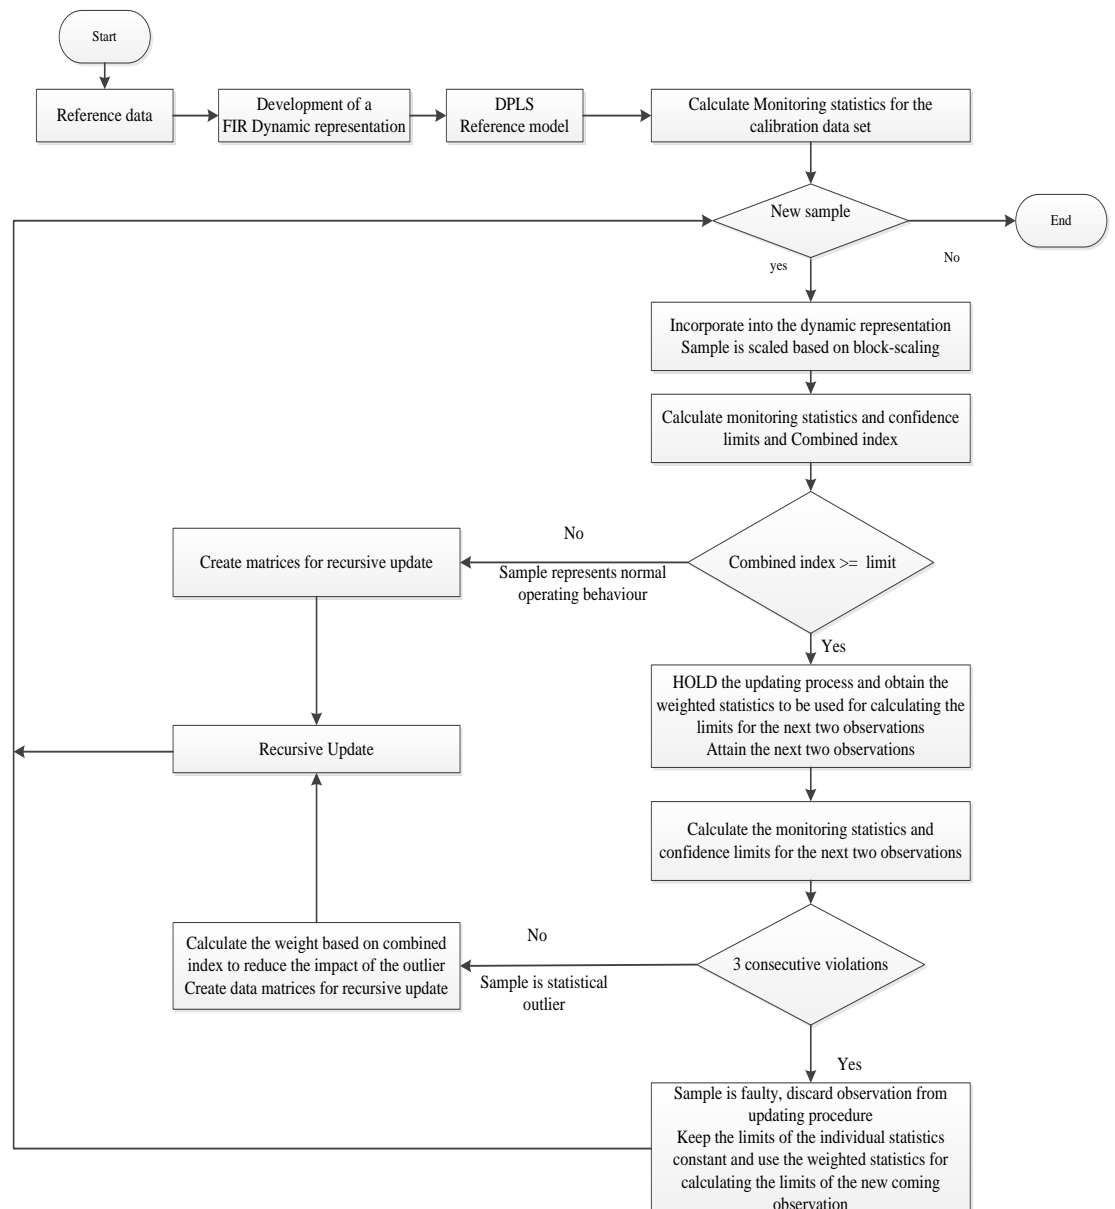 Start
Reference data
Development of a
FIR Dynamic representation
DPLS
Reference model
Calculate Monitoring statistics for the
calibration data set
New sample
End
yes
No
Incorporate into the dynamic representation
Sample is scaled based on block-scaling
Calculate monitoring statistics and confidence
limits and Combined index
Combined index >= limit
No
Sample represents normal
operating behaviour
Create matrices for recursive update
Yes
HOLD the updating process and obtain the
weighted statistics to be used for calculating the
limits for the next two observations
Attain the next two observations
Recursive Update
Calculate the monitoring statistics and
confidence limits for the next two observations
3 consecutive violations
No
Sample is statistical
outlier
Calculate the weight based on combined
index to reduce the impact of the outlier
Create data matrices for recursive update
Yes
Sample is faulty, discard observation from
updating procedure
Keep the limits of the individual statistics
constant and use the weighted statistics for
calculating the limits of the new coming
observation